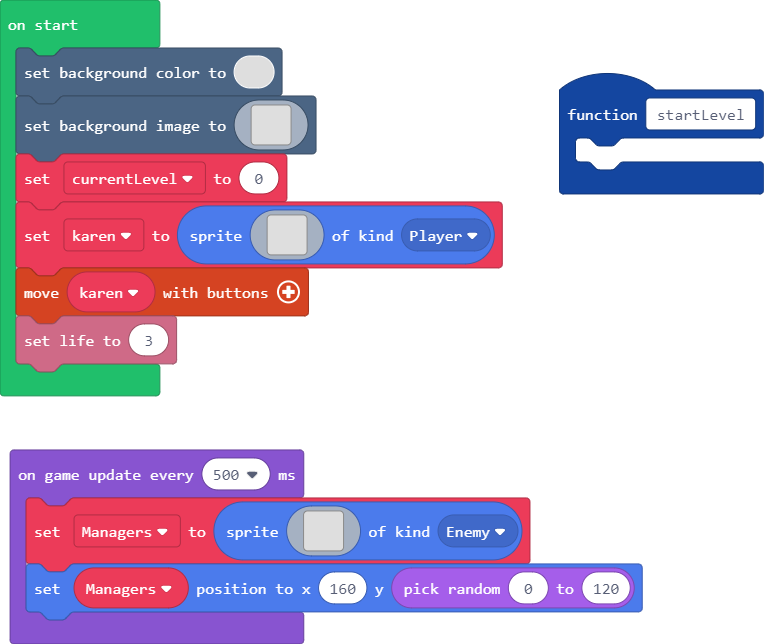 on start
set background color to
set background image to
set currentLevel to 0
set karen to sprite of kind Player
move karen with buttons
set life to 3
function startLevel
on game update every 500 ms
set Managers to sprite of kind Enemy
set Managers position to x 160 y pick random 0 to 120